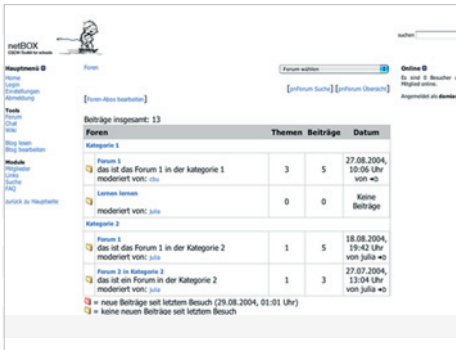 netBOX
suchen
Hauptmenü
Home
Login
Einstellungen
Abmeldung
Tools
Forum
Chat
Wiki
Blog lesen
Blog bearbeiten
Module
Mitglieder
Links
Suche
FAQ
zurück zu Hauptseite
Foren
Forum wählen
[pnForum Suche] [pnForum Übersicht]
[Foren-Abos bearbeiten]
Beiträge insgesamt: 13
Foren Themen Beiträge Datum
Kategorie 1
Forum 1
das ist das Forum 1 in der kategorie 1
moderiert von: cbu
3 5 27.08.2004,
10:06 Uhr
von
Lernen lernen
moderiert von: julia
0 0 Keine
Beiträge
Kategorie 2
Forum 1
das ist das Forum 1 in der Kategorie 2
moderiert von: julia
1 5 18.08.2004,
19:42 Uhr
von julia
Forum 2 in Kategorie 2
das ist ein Forum in der Kategorie 2
moderiert von: julia
1 3 27.07.2004,
13:04 Uhr
von julia
= neue Beiträge seit letztem Besuch (29.08.2004, 01:01 Uhr)
= keine neuen Beiträge seit letztem Besuch
Online
Es sind 0 Besucher
Mitglied online.
Angemeldet als